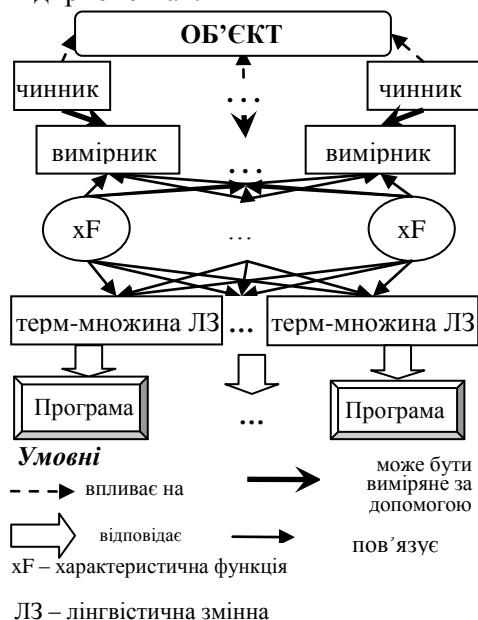 ОБ’ЄКТ
чинник
...
чинник
вимірник
...
вимірник
xF
...
xF
терм-множина ЛЗ
...
терм-множина ЛЗ
Програма
...
Програма
Умовні
впливає на
може бути
виміряне за
допомогою
відповідає
пов’язує
xF – характеристична функція
ЛЗ – лінгвістична змінна